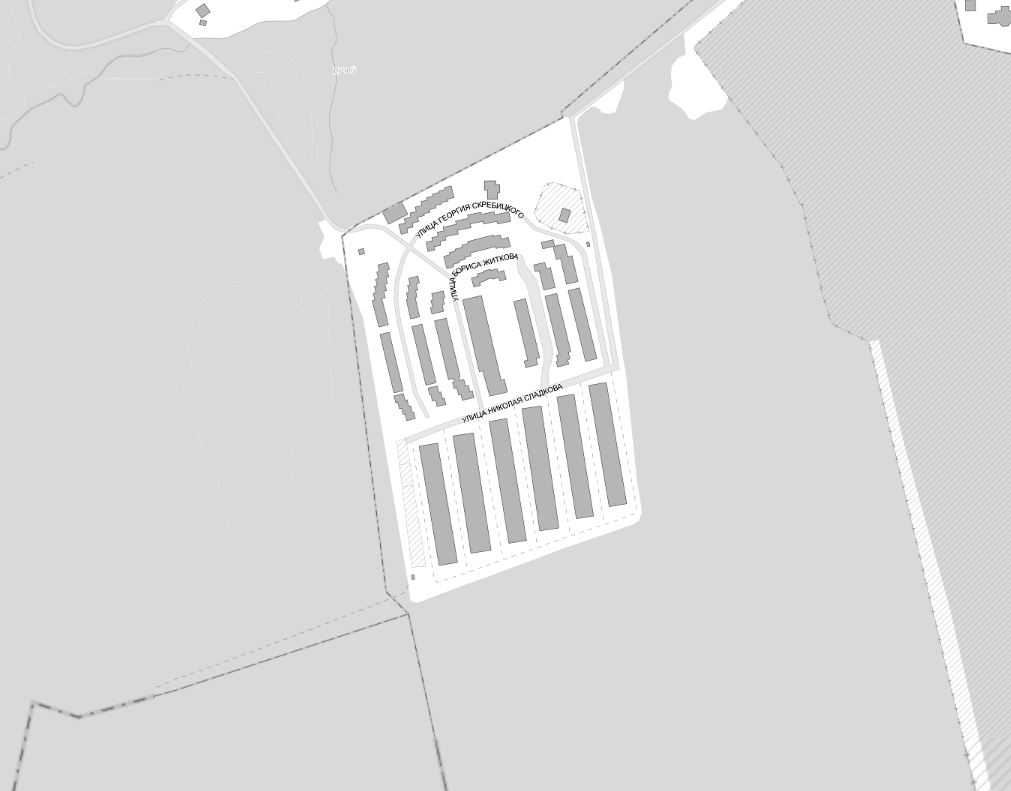 УЛИЦА ГЕОРГИЯ СКРЕБИЦКОГО
УЛИЦА БОРИСА ЖИТКОВА
УЛИЦА НИКОЛАЯ СЛАДКОВА